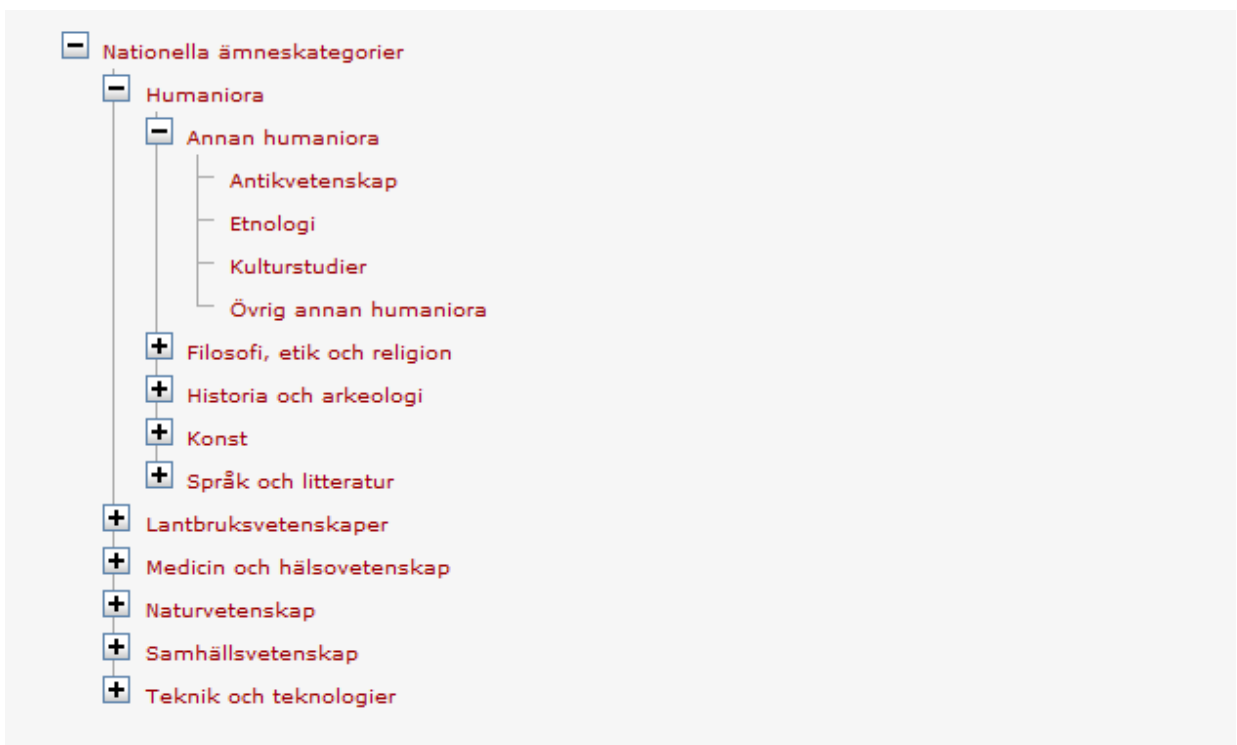 Nationella ämneskategorier
Humaniora
Annan humaniora
Antikvetenskap
Etnologi
Kulturstudier
Övrig annan humaniora
Filosofi, etik och religion
Historia och arkeologi
Konst
Språk och litteratur
Lantbruksvetenskaper
Medicin och hälsovetenskap
Naturvetenskap
Samhällsvetenskap
Teknik och teknologier